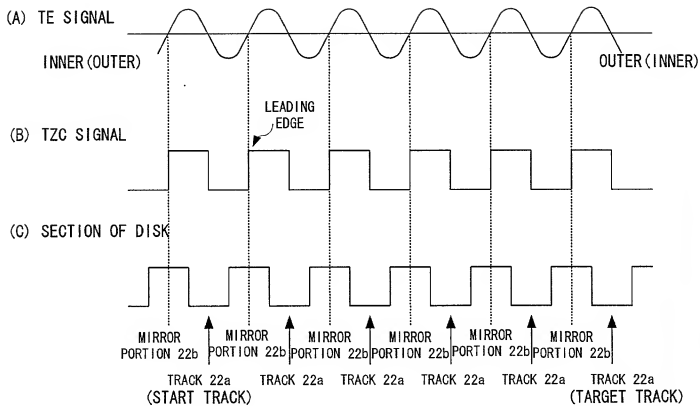 (A) TE SIGNAL
INNER(OUTER)
OUTER(INNER)
LEADING
EDGE
(B) TZC SIGNAL
(C) SECTION OF DISK
MIRROR
PORTION 22b
MIRROR
PORTION 22b
MIRROR
PORTION 22b
MIRROR
PORTION 22b
MIRROR
PORTION 22b
MIRROR
PORTION 22b
TRACK 22a
(START TRACK)
TRACK 22a
TRACK 22a
TRACK 22a
TRACK 22a
TRACK 22a
(TARGET TRACK)